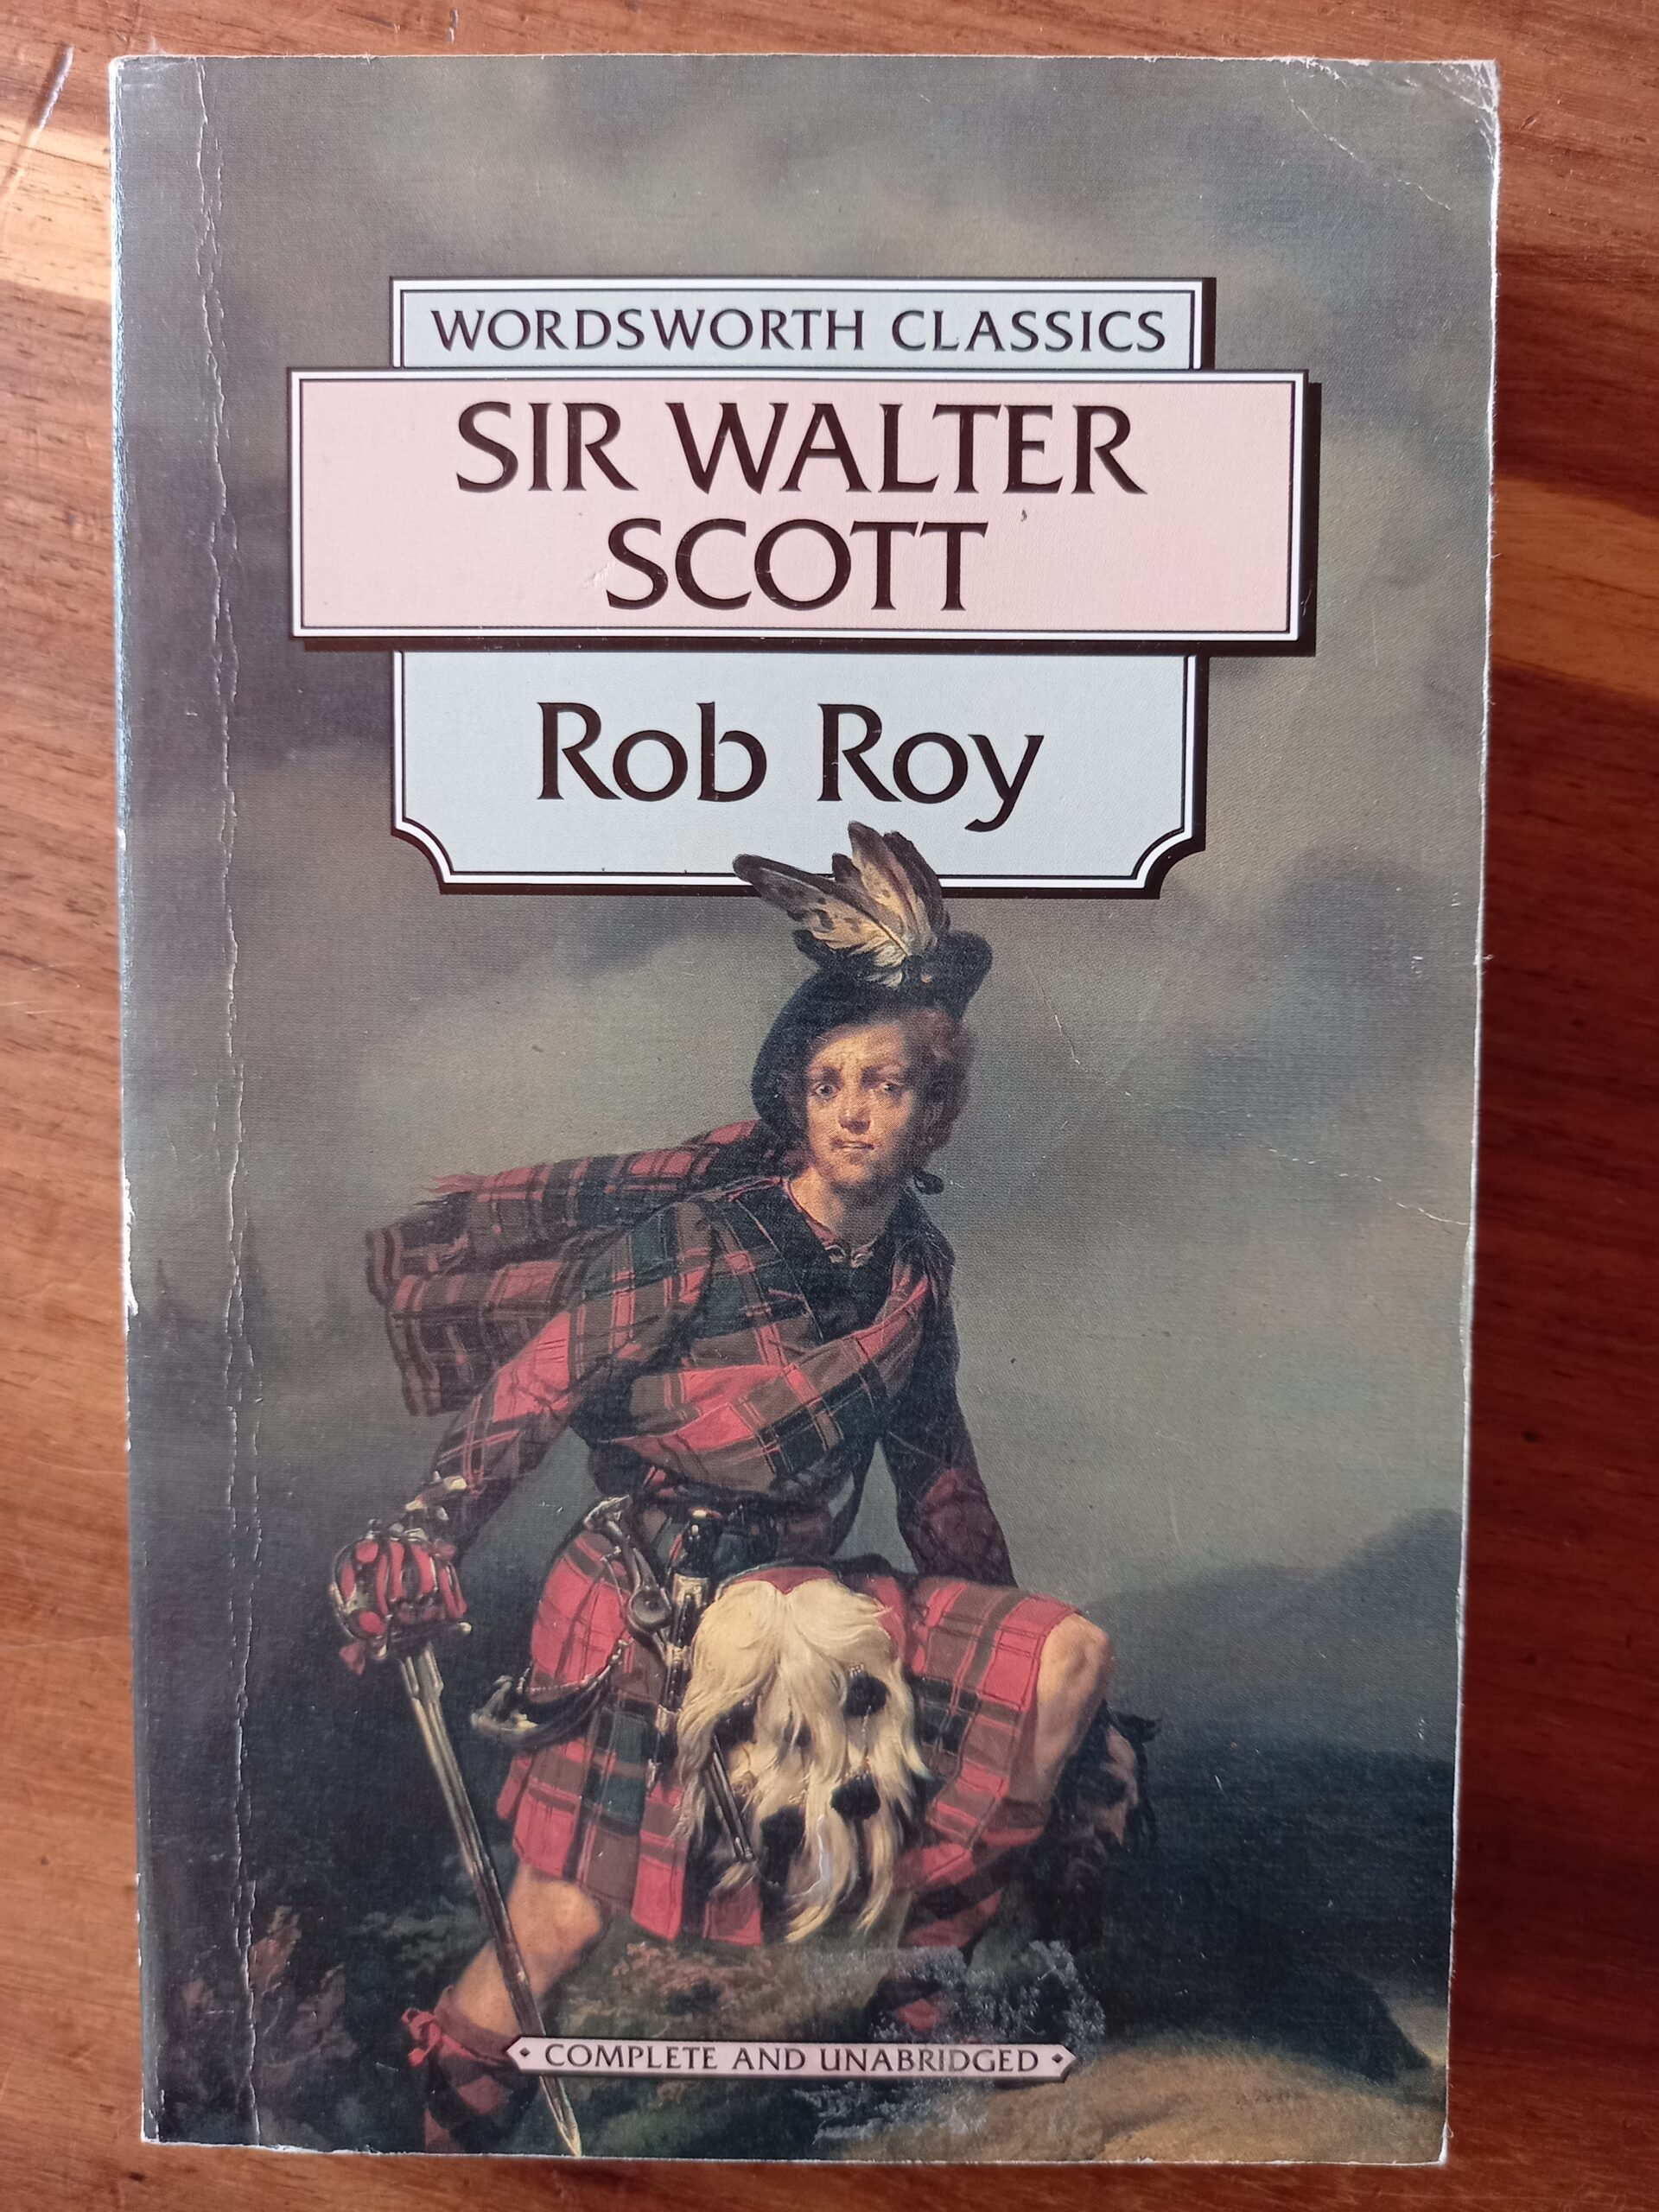 WORDSWORTH CLASSICS
SIR WALTER
SCOTT
Rob Roy
COMPLETE AND UNABRIDGED